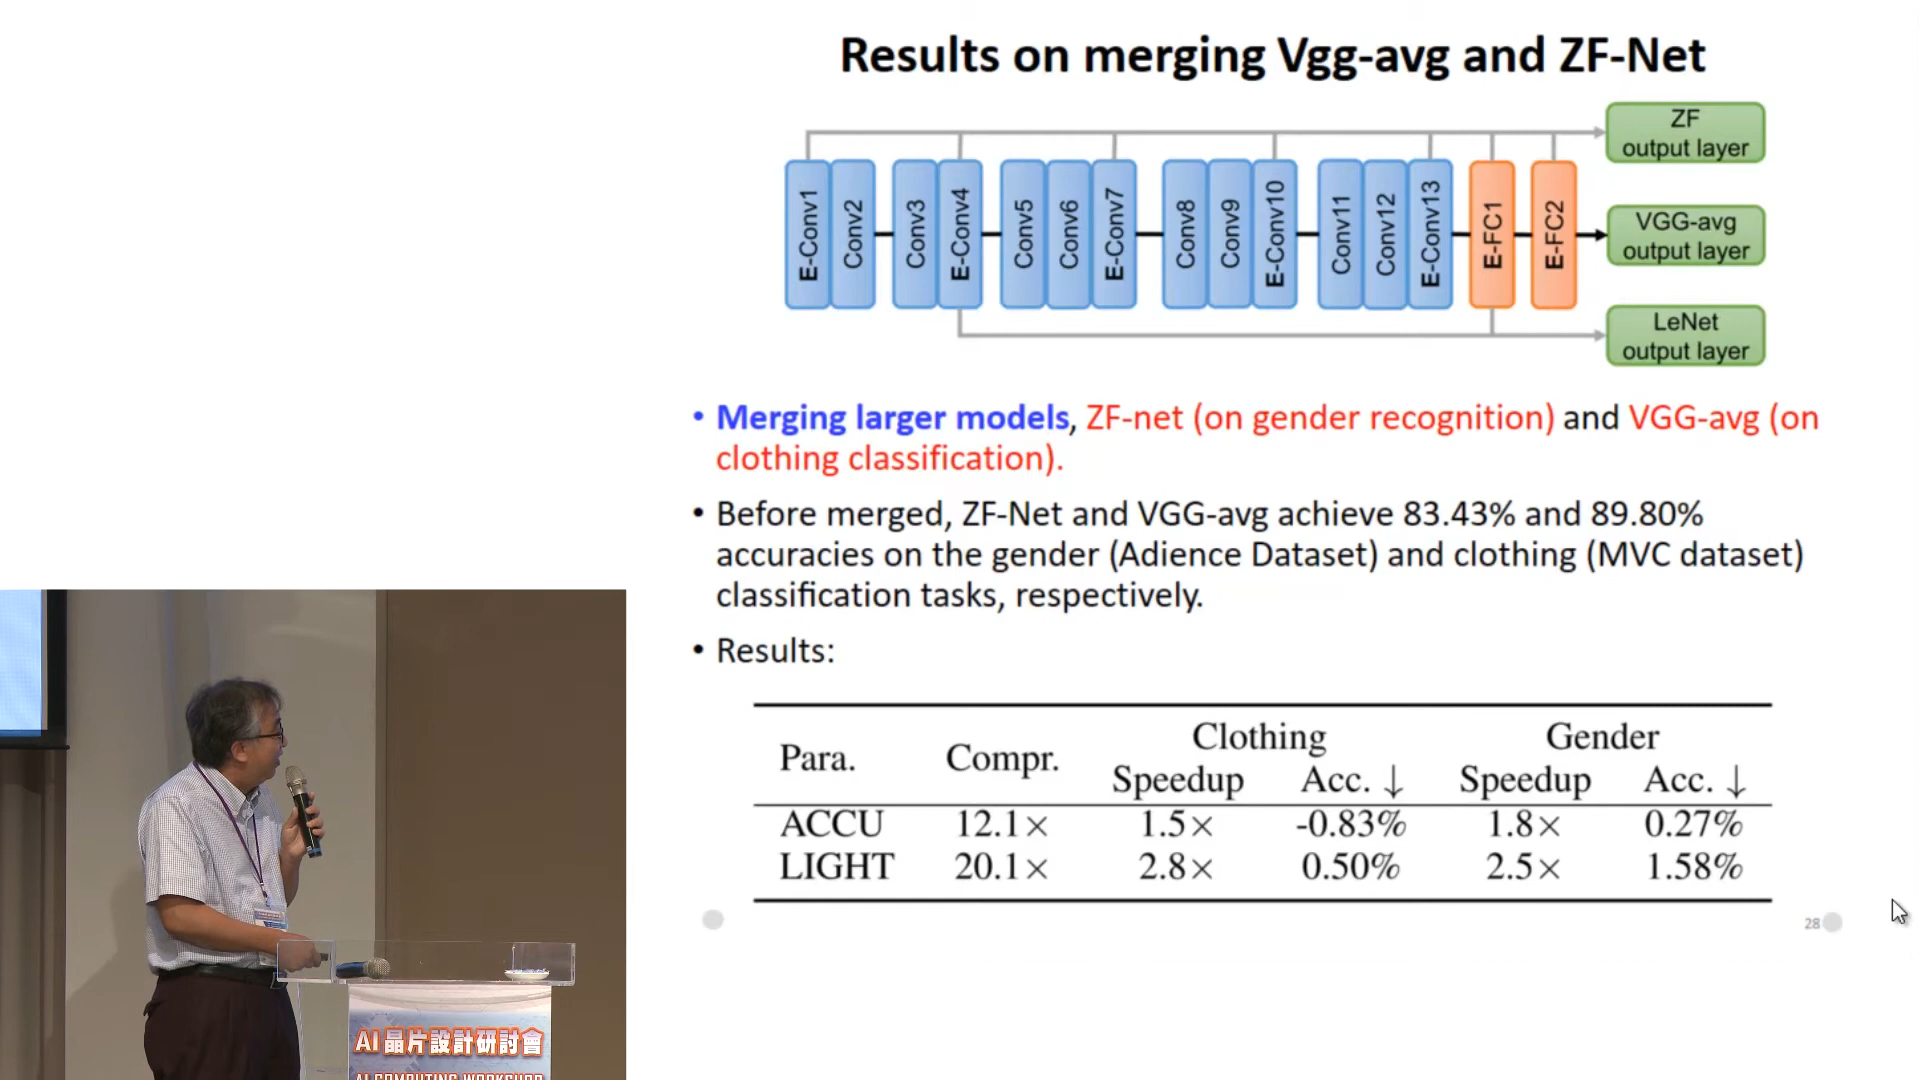 Results on merging Vgg-avg and ZF-Net
ZF
output layer
E-Conv1
Conv2
Conv3
E-Conv4
Conv5
Conv6
E-Conv7
Conv8
Conv9
E-Conv10
Conv11
Conv12
E-Conv13
E-FC1
E-FC2
VGG-avg
output layer
LeNet
output layer
• Merging larger models, ZF-net (on gender recognition) and VGG-avg (on
clothing classification).
• Before merged, ZF-Net and VGG-avg achieve 83.43% and 89.80%
accuracies on the gender (Adience Dataset) and clothing (MVC dataset)
classification tasks, respectively.
• Results:
Para. Compr. Clothing Gender
Speedup Acc. ↓ Speedup Acc. ↓
ACCU 12.1× 1.5× -0.83% 1.8× 0.27%
LIGHT 20.1× 2.8× 0.50% 2.5× 1.58%
28
AI晶片設計研討會
AI COMPUTING WORKSHOP